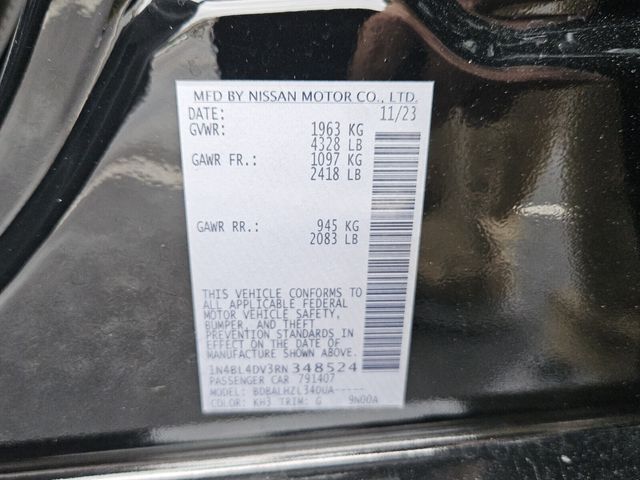 MFD BY NISSAN MOTOR CO., LTD.
DATE: 11/23
GVWR: 1963 KG
4328 LB
GAWR FR.: 1097 KG
2418 LB
GAWR RR.: 945 KG
2083 LB
THIS VEHICLE CONFORMS TO
ALL APPLICABLE FEDERAL
MOTOR VEHICLE SAFETY,
BUMPER, AND THEFT
PREVENTION STANDARDS IN
EFFECT ON THE DATE OF
MANUFACTURE SHOWN ABOVE.
1N4BL4DV3RN348524
PASSENGER CAR 791407
MODEL: BDBALHZL340UA-----
COLOR: KH3 TRIM: G 9N00A